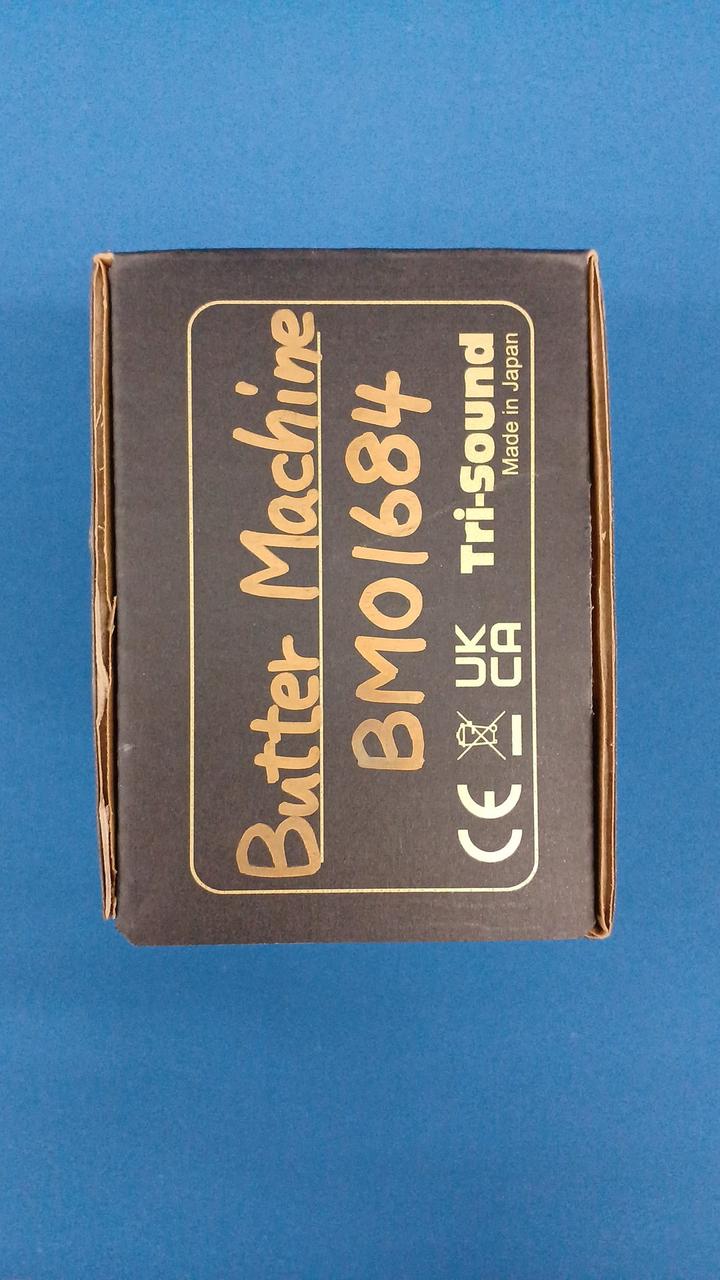 Butter Machine
BM01684
CE UK CA Tri-Sound
Made in Japan